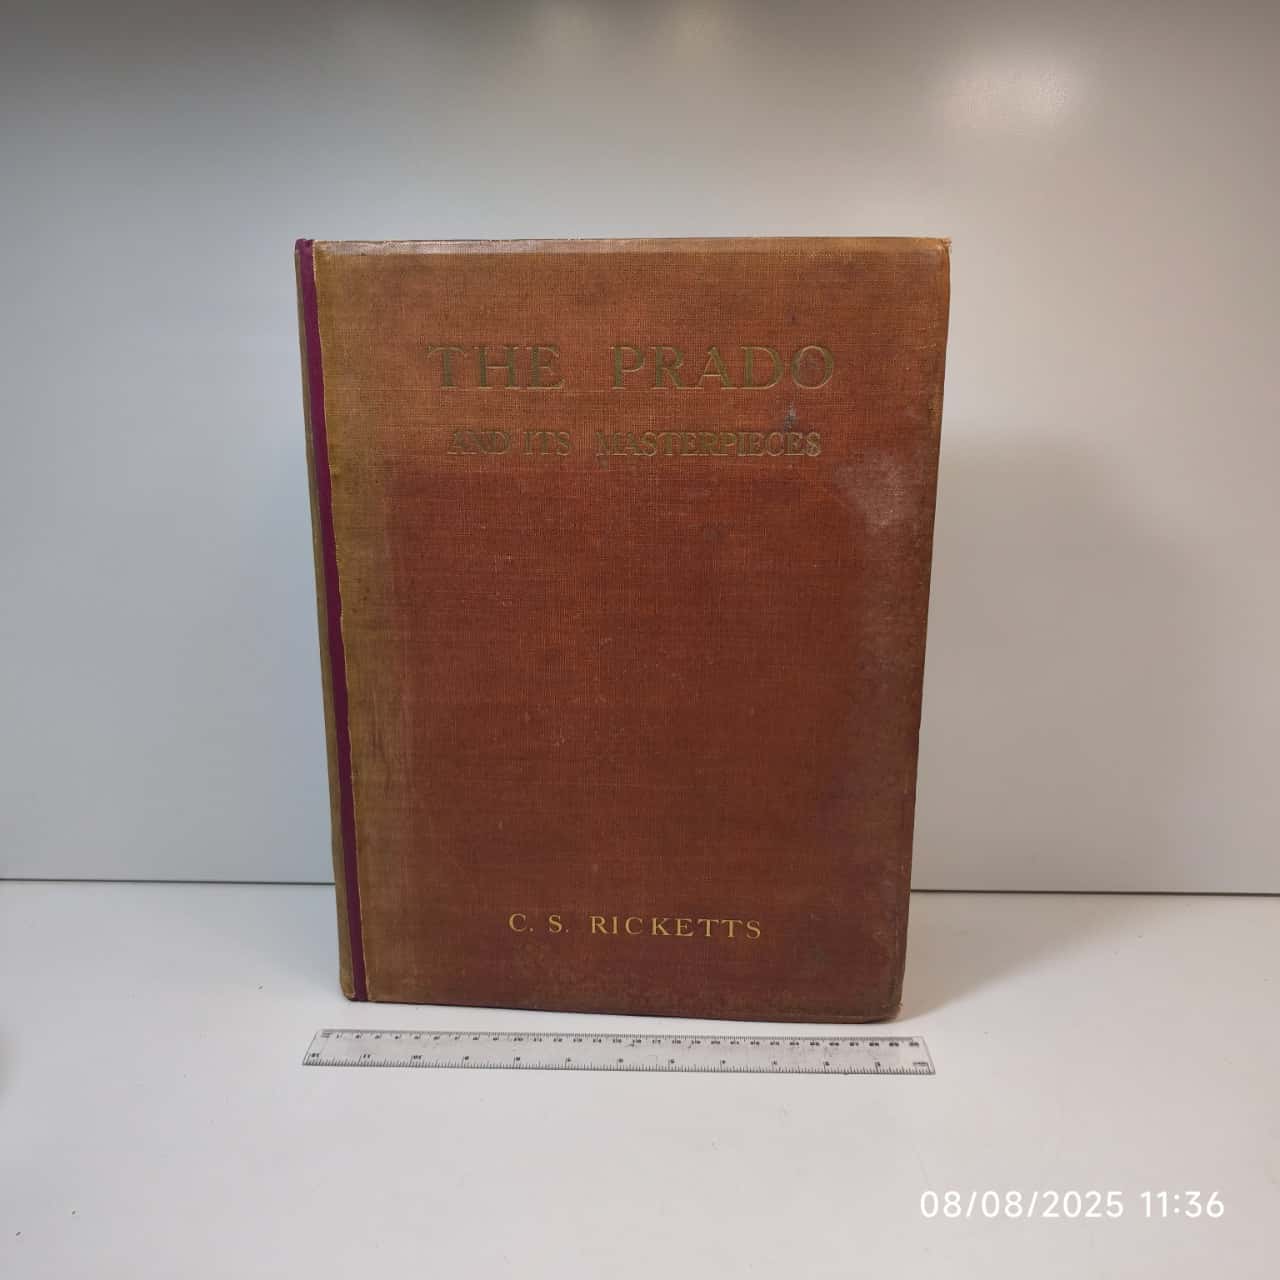 THE PRADO
AND ITS MASTERPIECES
C. S. RICKETTS
08/08/2025 11:36